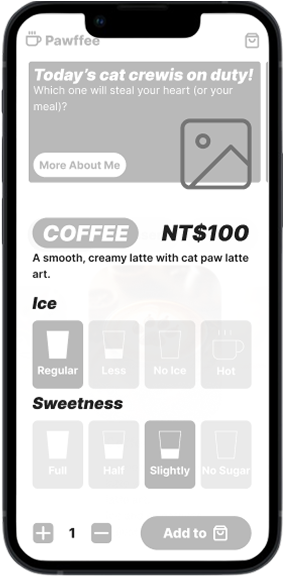 Pawffee
Today's cat crewis on duty!
Which one will steal your heart (or your
meal)?
More About Me
COFFEE NT$100
A smooth, creamy latte with cat paw latte
art.
Ice
Regular Less No Ice Hot
Sweetness
Full Half Slightly No Sugar
1 Add to